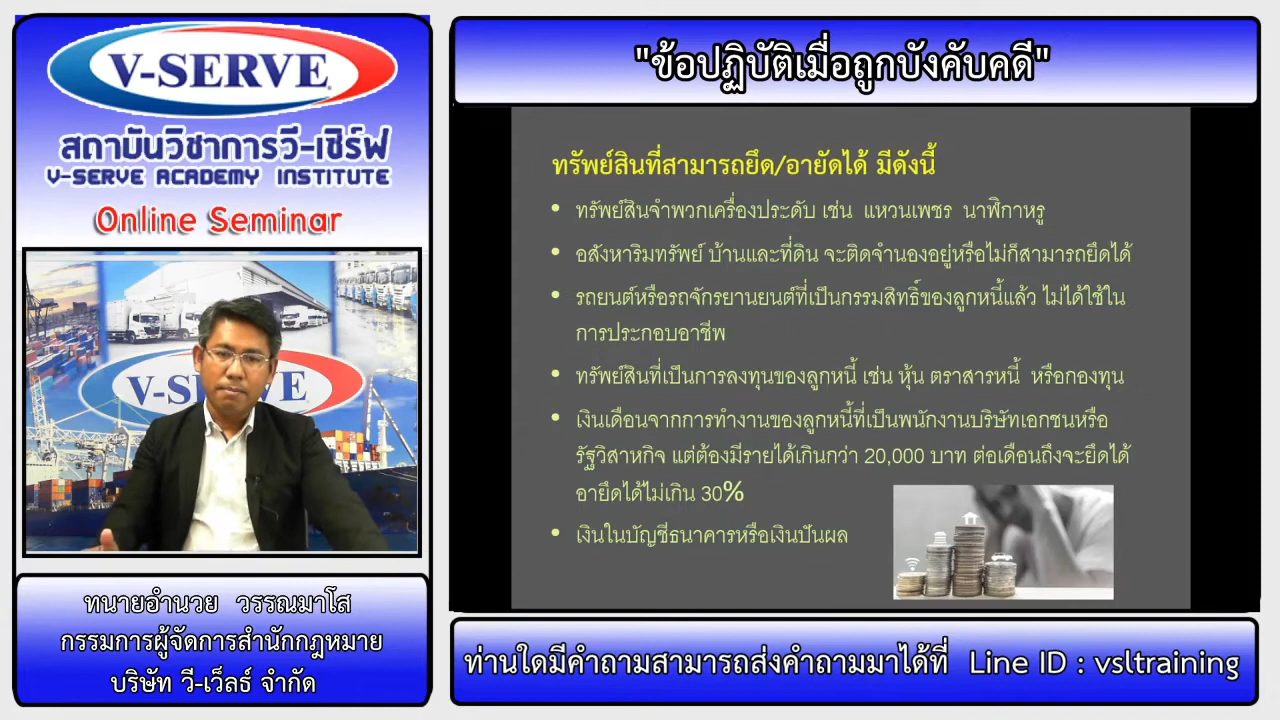 V-SERVE
สถาบันวิชาการวี-เซิร์ฟ
V-SERVE ACADEMY INSTITUTE
Online Seminar
V-SERVE
ทนายอำนวย วรรณมาโส
กรรมการผู้จัดการสำนักกฎหมาย
บริษัท วี-เว็ลธ์ จำกัด
"ข้อปฏิบัติเมื่อถูกบังคับคดี"
ทรัพย์สินที่สามารถยึด/อายัดได้ มีดังนี้
• ทรัพย์สินจำพวกเครื่องประดับ เช่น แหวนเพชร นาฬิกาหรู
• อสังหาริมทรัพย์ บ้านและที่ดิน จะติดจำนองอยู่หรือไม่ก็สามารถยึดได้
• รถยนต์หรือรถจักรยานยนต์ที่เป็นกรรมสิทธิ์ของลูกหนี้แล้ว ไม่ได้ใช้ใน
การประกอบอาชีพ
• ทรัพย์สินที่เป็นการลงทุนของลูกหนี้ เช่น หุ้น ตราสารหนี้ หรือกองทุน
• เงินเดือนจากการทำงานของลูกหนี้ที่เป็นพนักงานบริษัทเอกชนหรือ
รัฐวิสาหกิจ แต่ต้องมีรายได้เกินกว่า 20,000 บาท ต่อเดือนถึงจะยึดได้
อายึดได้ไม่เกิน 30%
• เงินในบัญชีธนาคารหรือเงินปันผล
ท่านใดมีคำถามสามารถส่งคำถามมาได้ที่ Line ID : vsltraining